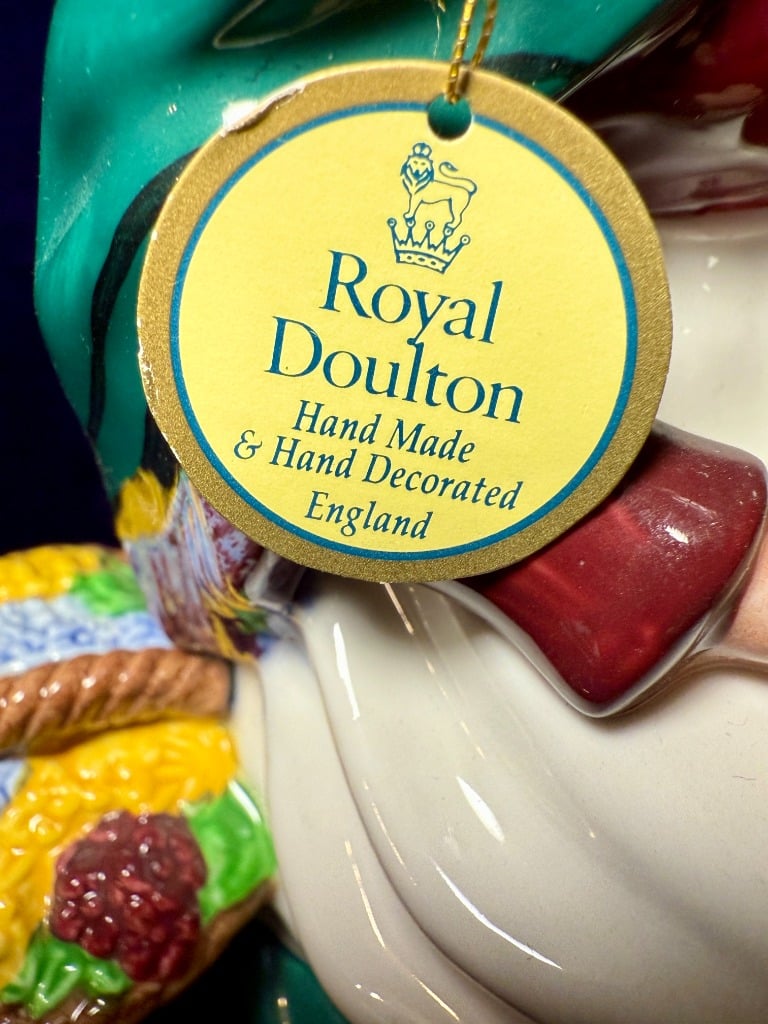 Royal
Doulton
Hand Made
& Hand Decorated
England